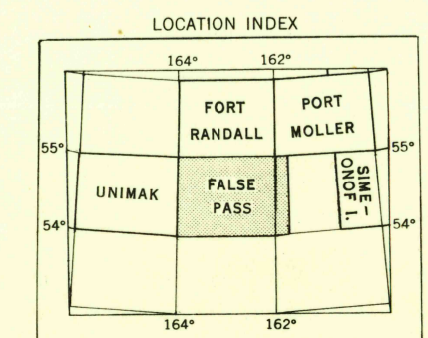 LOCATION INDEX
164° 162°
FORT RANDALL
PORT MOLLER
55° 55°
UNIMAK
FALSE PASS
SIME-
ONOF I.
54° 54°
164° 162°